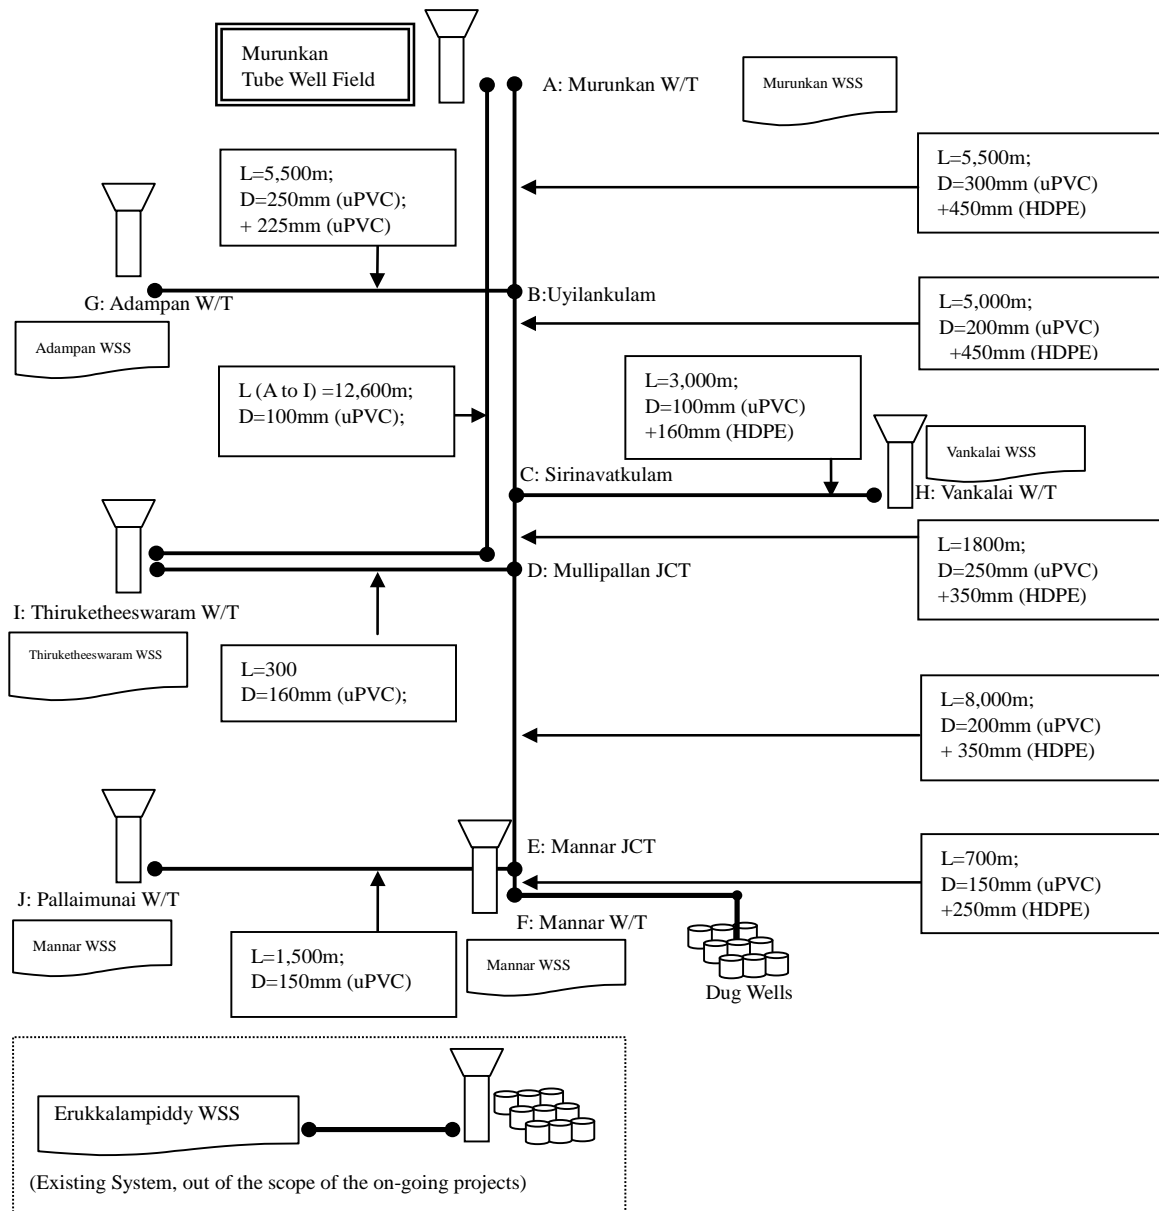 Murunkan
Tube Well Field
A: Murunkan W/T
Murunkan WSS
L=5,500m;
D=250mm (uPVC);
+ 225mm (uPVC)
L=5,500m;
D=300mm (uPVC)
+450mm (HDPE)
G: Adampan W/T
B:Uyilankulam
Adampan WSS
L=5,000m;
D=200mm (uPVC)
+450mm (HDPE)
L (A to I) =12,600m;
D=100mm (uPVC);
L=3,000m;
D=100mm (uPVC)
+160mm (HDPE)
Vankalai WSS
C: Sirinavatkulam
H: Vankalai W/T
L=1800m;
D=250mm (uPVC)
+350mm (HDPE)
D: Mullipallan JCT
I: Thiruketheeswaram W/T
Thiruketheeswaram WSS
L=300
D=160mm (uPVC);
L=8,000m;
D=200mm (uPVC)
+ 350mm (HDPE)
E: Mannar JCT
L=700m;
D=150mm (uPVC)
+250mm (HDPE)
J: Pallaimunai W/T
F: Mannar W/T
Mannar WSS
L=1,500m;
D=150mm (uPVC)
Mannar WSS
Dug Wells
Erukkalampiddy WSS
(Existing System, out of the scope of the on-going projects)